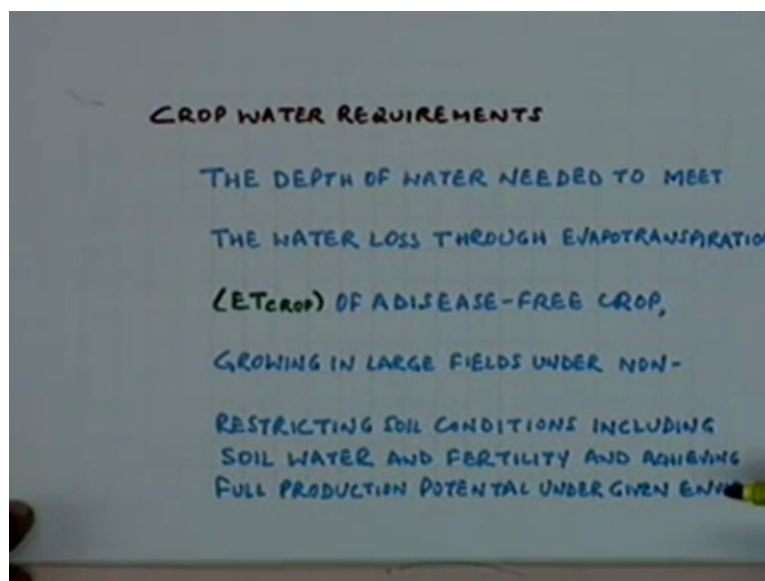 CROP WATER REQUIREMENTS
THE DEPTH OF WATER NEEDED TO MEET
THE WATER LOSS THROUGH EVAPOTRANSPIRATIO
(ETCROP) OF A DISEASE-FREE CROP,
GROWING IN LARGE FIELDS UNDER NON-
RESTRICTING SOIL CONDITIONS INCLUDING
SOIL WATER AND FERTILITY AND ACHIEVING
FULL PRODUCTION POTENTAL UNDER GIVEN